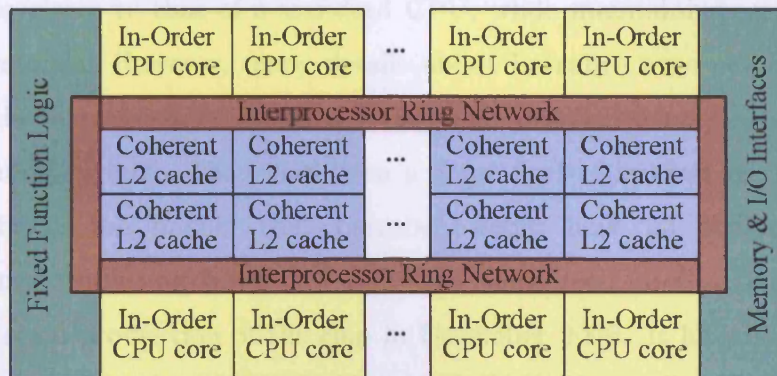 Fixed Function Logic
In-Order CPU core
In-Order CPU core
...
In-Order CPU core
In-Order CPU core
Interprocessor Ring Network
Coherent L2 cache
Coherent L2 cache
...
Coherent L2 cache
Coherent L2 cache
Coherent L2 cache
Coherent L2 cache
...
Coherent L2 cache
Coherent L2 cache
Interprocessor Ring Network
In-Order CPU core
In-Order CPU core
...
In-Order CPU core
In-Order CPU core
Memory & I/O Interfaces